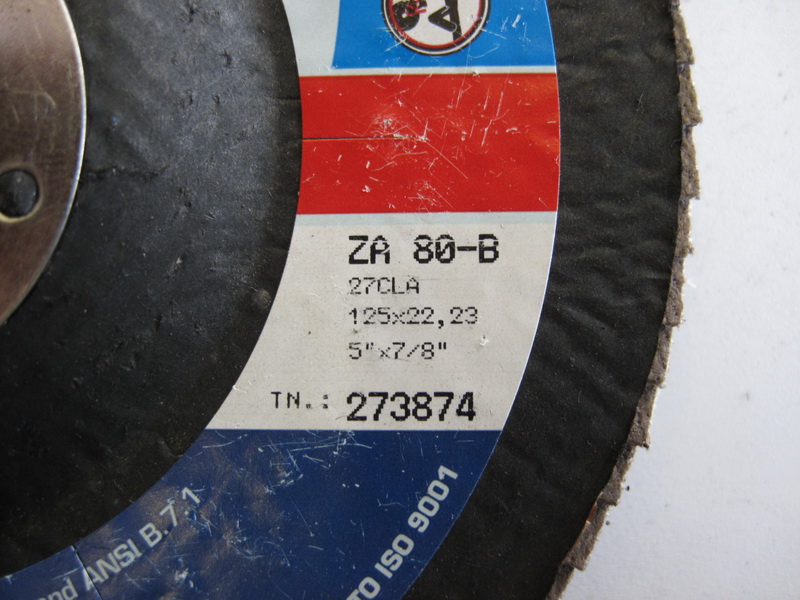 ZA 80-B
27CLA
125x22,23
5"x7/8"
TN.: 273874
and ANSI B.7.1
TO ISO 9001